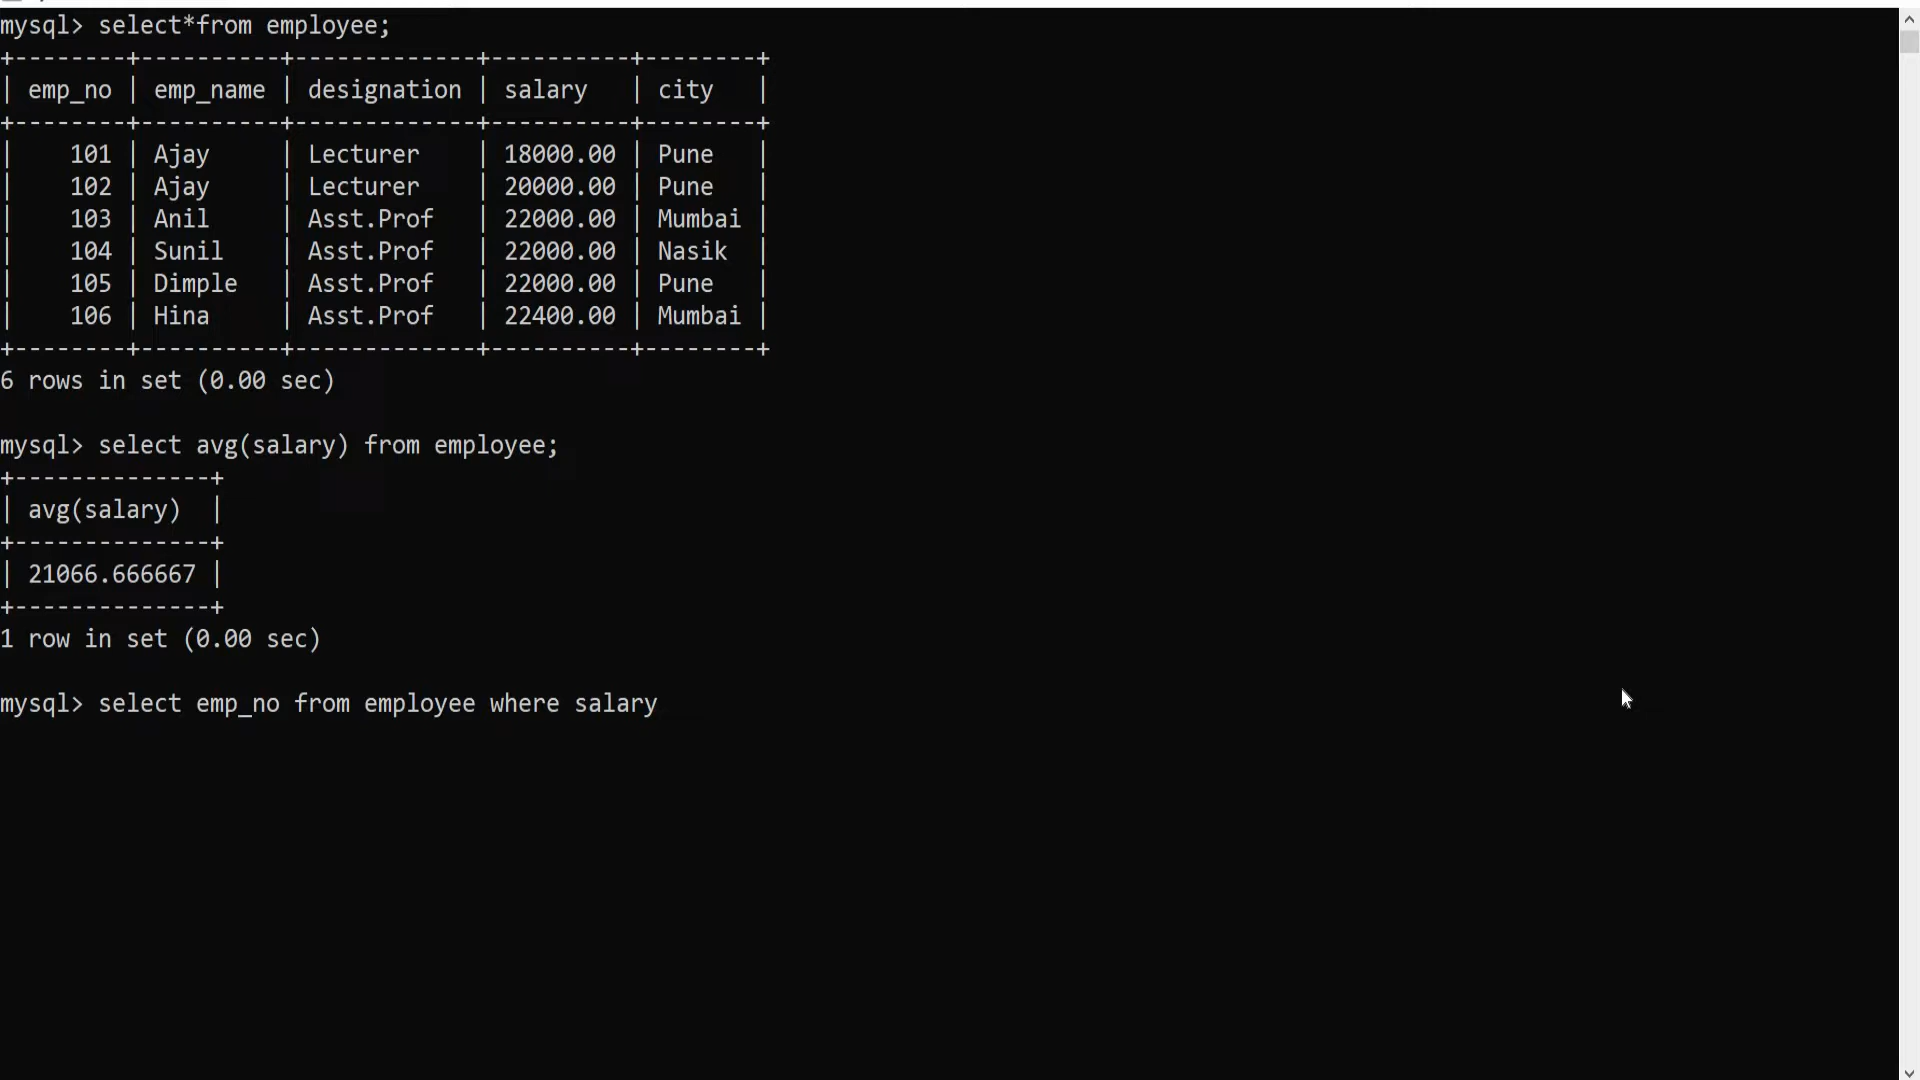 mysql> select*from employee;
+--------+----------+-------------+----------+--------+
| emp_no | emp_name | designation | salary   | city   |
+--------+----------+-------------+----------+--------+
|    101 | Ajay     | Lecturer    | 18000.00 | Pune   |
|    102 | Ajay     | Lecturer    | 20000.00 | Pune   |
|    103 | Anil     | Asst.Prof   | 22000.00 | Mumbai |
|    104 | Sunil    | Asst.Prof   | 22000.00 | Nasik  |
|    105 | Dimple   | Asst.Prof   | 22000.00 | Pune   |
|    106 | Hina     | Asst.Prof   | 22400.00 | Mumbai |
+--------+----------+-------------+----------+--------+
6 rows in set (0.00 sec)
mysql> select avg(salary) from employee;
+--------------+
| avg(salary)  |
+--------------+
| 21066.666667 |
+--------------+
1 row in set (0.00 sec)
mysql> select emp_no from employee where salary